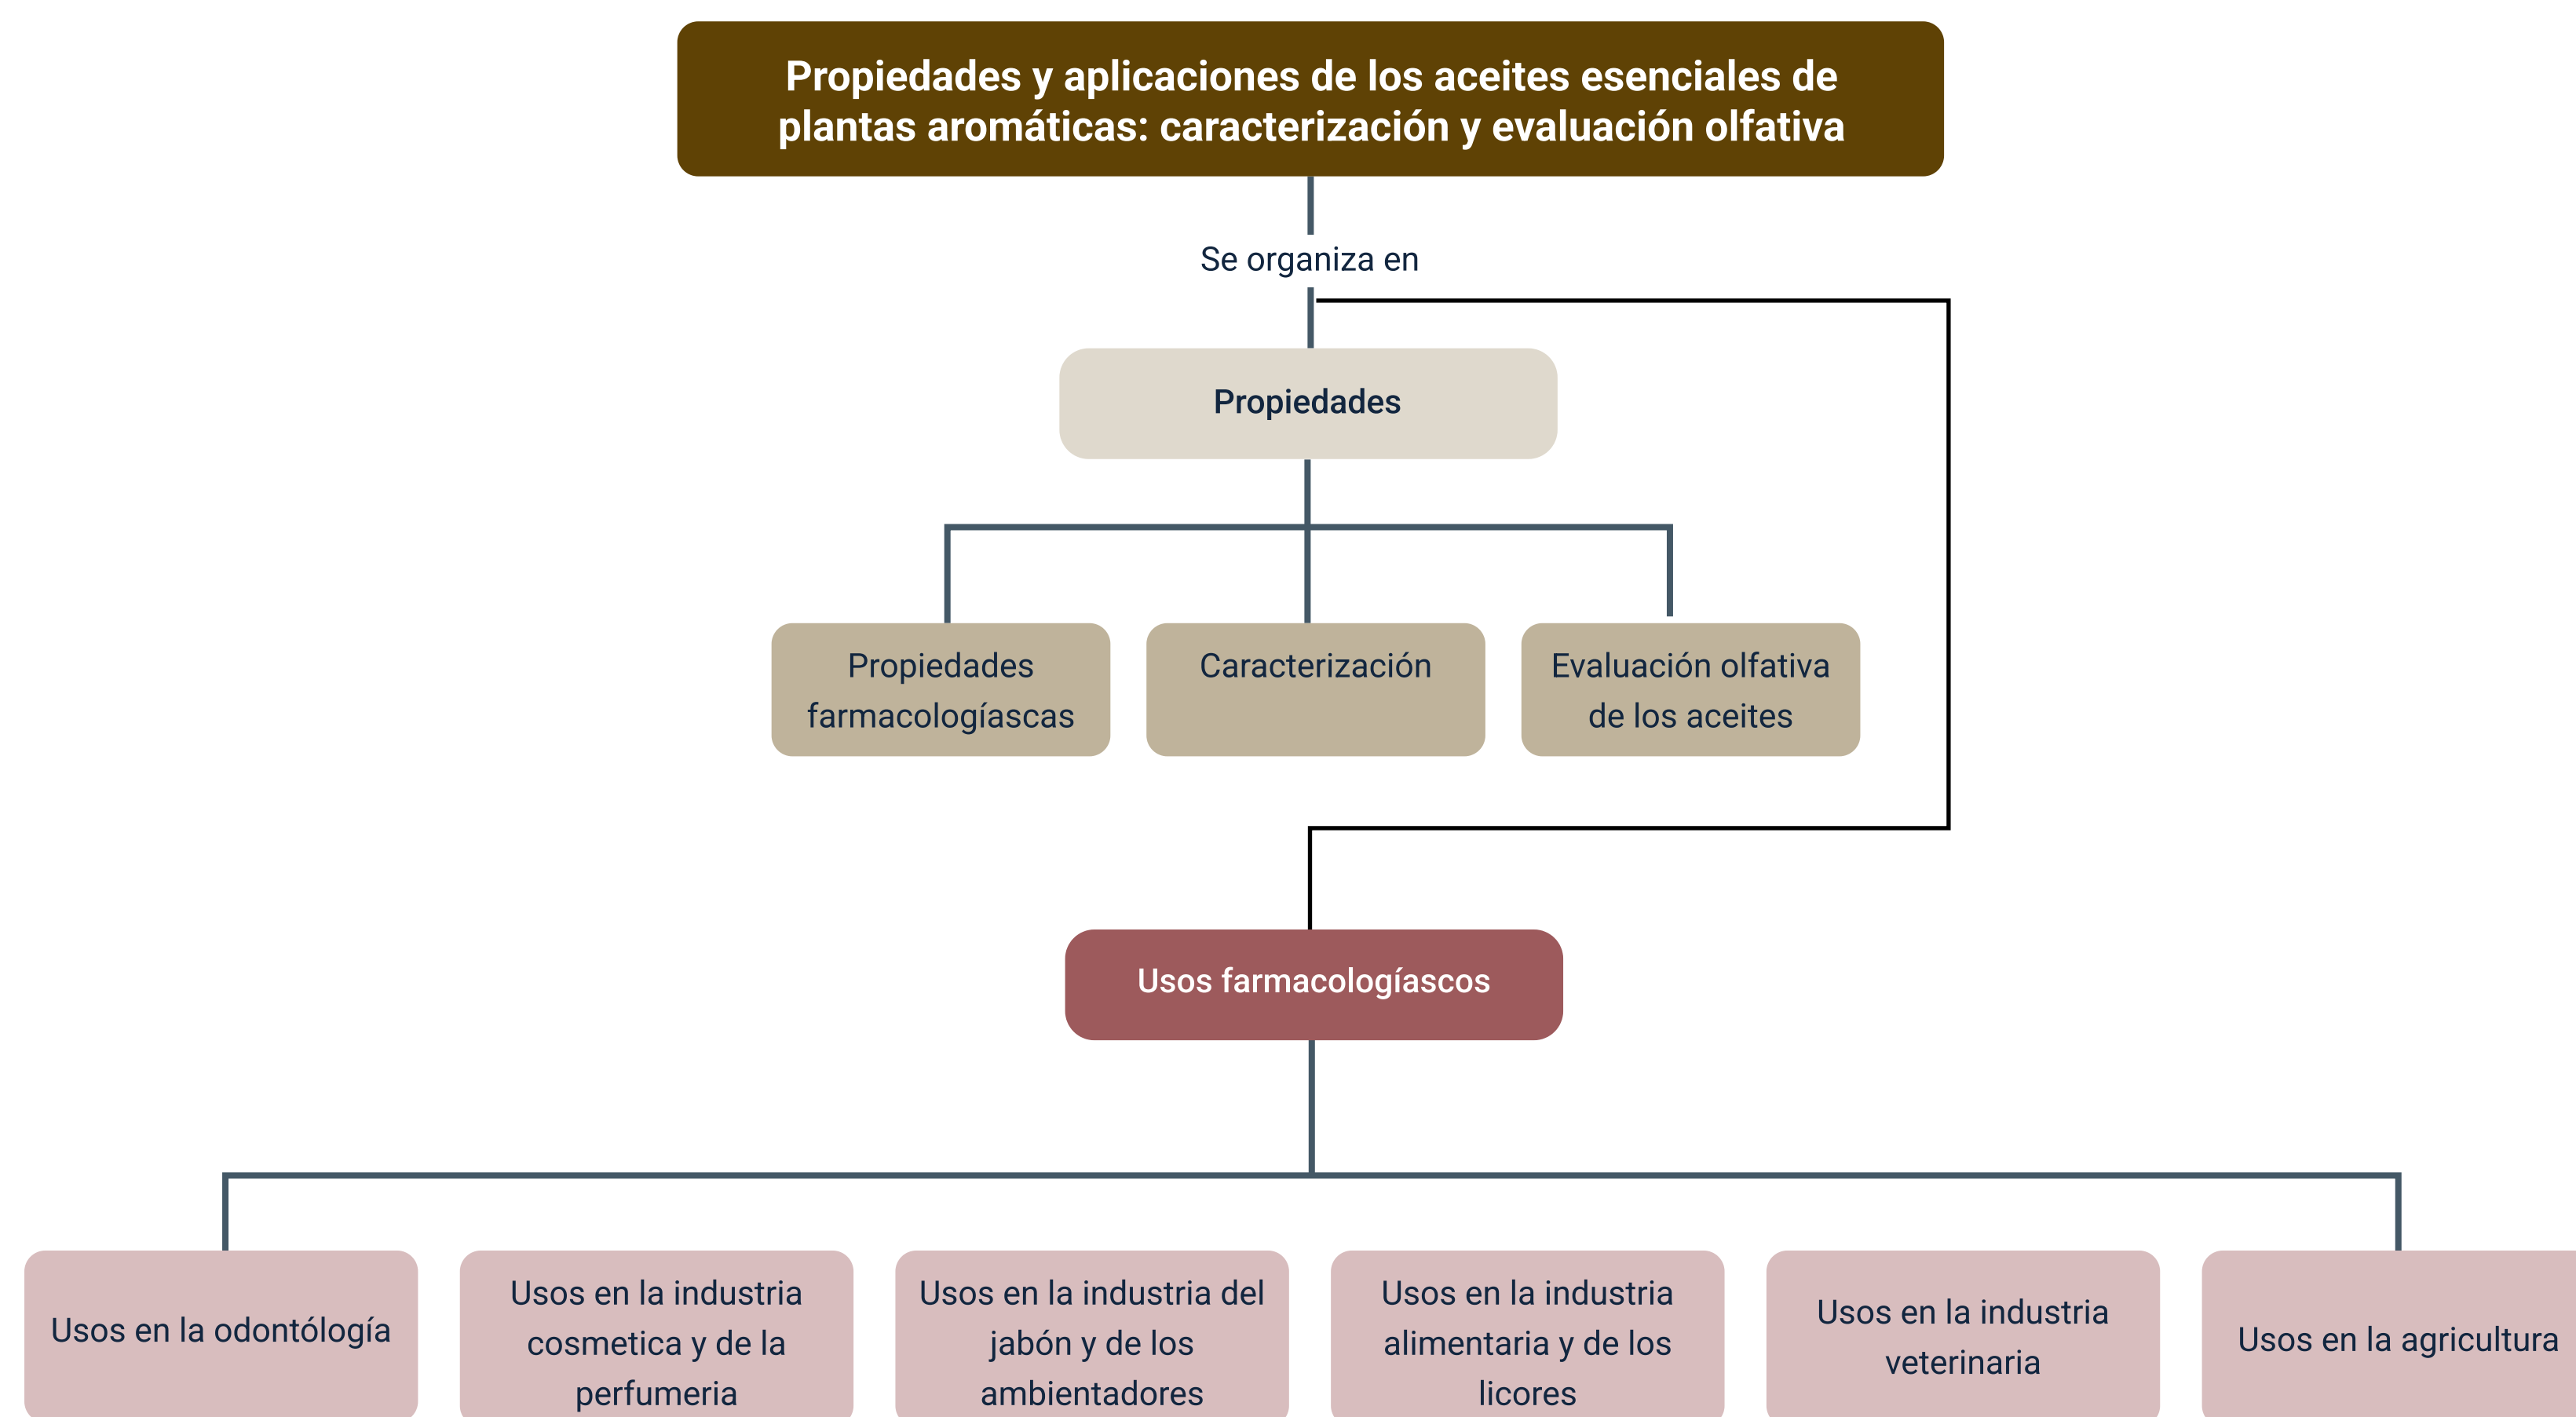 Propiedades y aplicaciones de los aceites esenciales de
plantas aromáticas: caracterización y evaluación olfativa
Se organiza en
Propiedades
Propiedades
farmacologíascas
Caracterización
Evaluación olfativa
de los aceites
Usos farmacologíascos
Usos en la odontólogía
Usos en la industria
cosmetica y de la
perfumeria
Usos en la industria del
jabón y de los
ambientadores
Usos en la industria
alimentaria y de los
licores
Usos en la industria
veterinaria
Usos en la agricultura